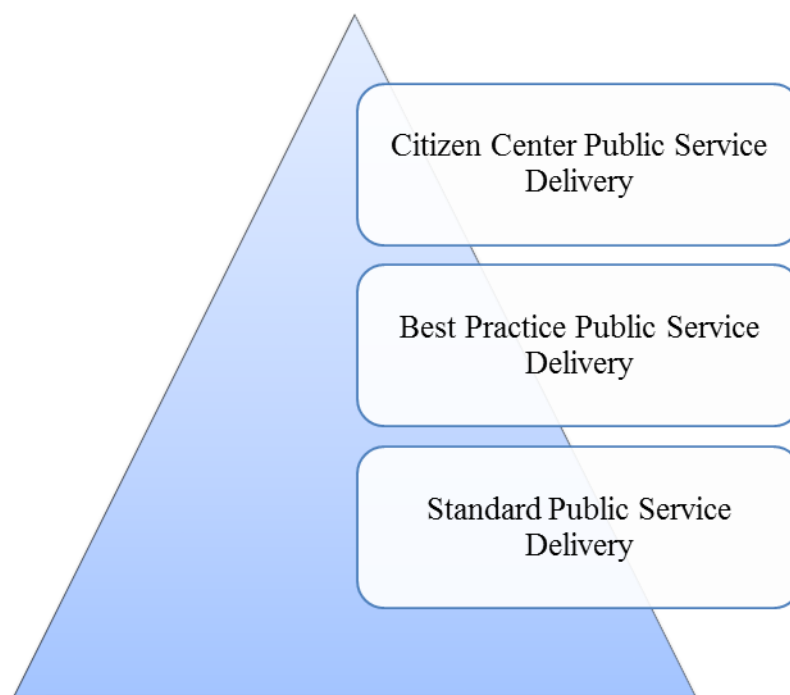 Citizen Center Public Service
Delivery
Best Practice Public Service
Delivery
Standard Public Service
Delivery